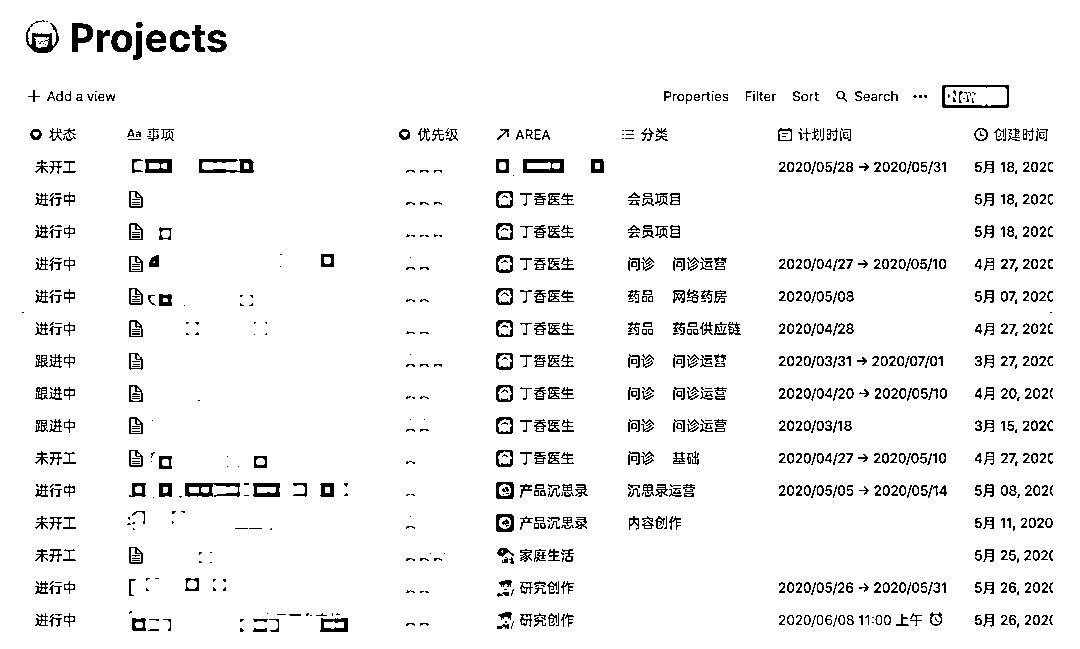 Projects
+ Add a view Properties Filter Sort Search ...
状态 Aa 事项 优先级 AREA 分类 计划时间 创建时间
未开工 2020/05/28 → 2020/05/31 5月 18, 2020
进行中 丁香医生 会员项目 5月 18, 2020
进行中 丁香医生 会员项目 5月 18, 2020
进行中 丁香医生 问诊 问诊运营 2020/04/27 → 2020/05/10 4月 27, 2020
进行中 丁香医生 药品 网络药房 2020/05/08 5月 07, 2020
进行中 丁香医生 药品 药品供应链 2020/04/28 4月 27, 2020
跟进中 丁香医生 问诊 问诊运营 2020/03/31 → 2020/07/01 3月 27, 2020
跟进中 丁香医生 问诊 问诊运营 2020/04/20 → 2020/05/10 4月 20, 2020
跟进中 丁香医生 问诊 问诊运营 2020/03/18 3月 15, 2020
未开工 丁香医生 问诊 基础 2020/04/27 → 2020/05/10 4月 27, 2020
进行中 产品沉思录 沉思录运营 2020/05/05 → 2020/05/14 5月 08, 2020
未开工 产品沉思录 内容创作 5月 11, 2020
未开工 家庭生活 5月 25, 2020
进行中 研究创作 2020/05/26 → 2020/05/31 5月 26, 2020
进行中 研究创作 2020/06/08 11:00 上午 5月 26, 2020